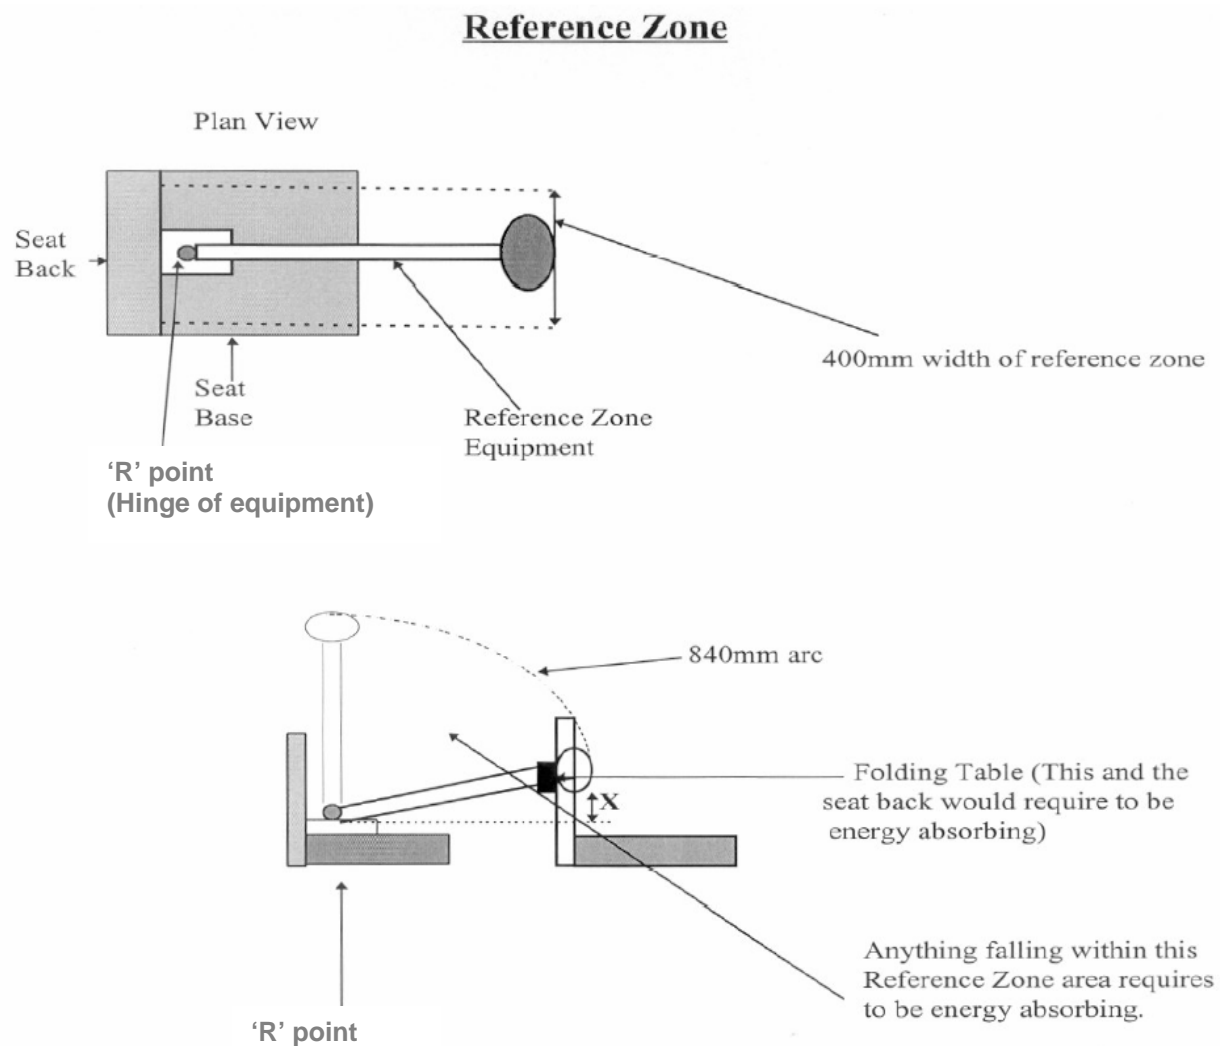 Reference Zone
Plan View
Seat
Back
Seat
Base
Reference Zone
Equipment
400mm width of reference zone
‘R’ point
(Hinge of equipment)
840mm arc
X
Folding Table (This and the
seat back would require to be
energy absorbing)
Anything falling within this
Reference Zone area requires
to be energy absorbing.
‘R’ point